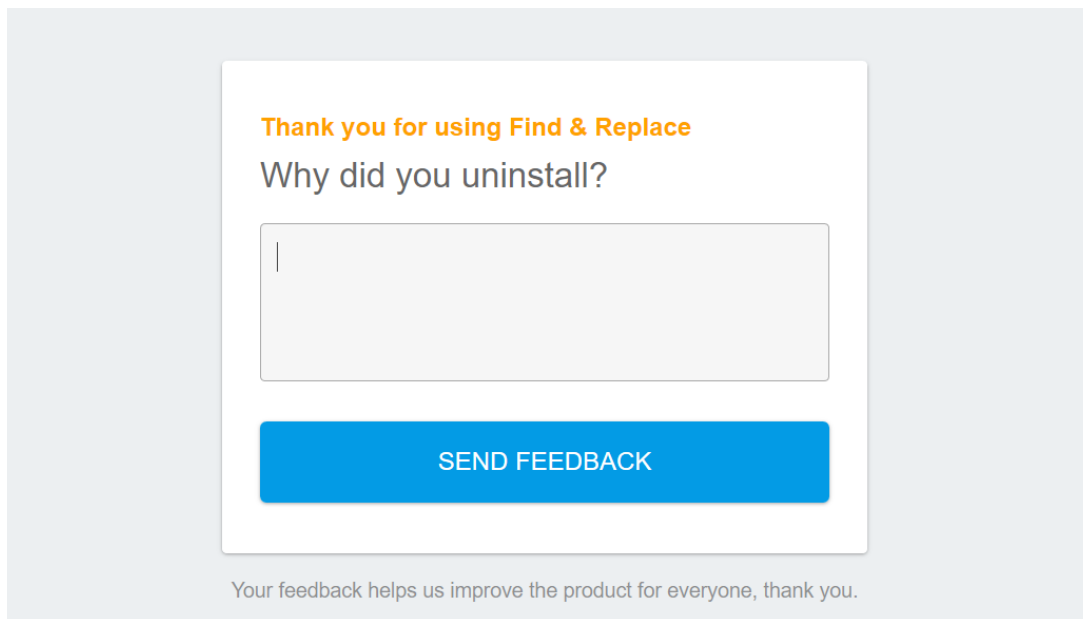 Thank you for using Find & Replace
Why did you uninstall?
SEND FEEDBACK
Your feedback helps us improve the product for everyone, thank you.